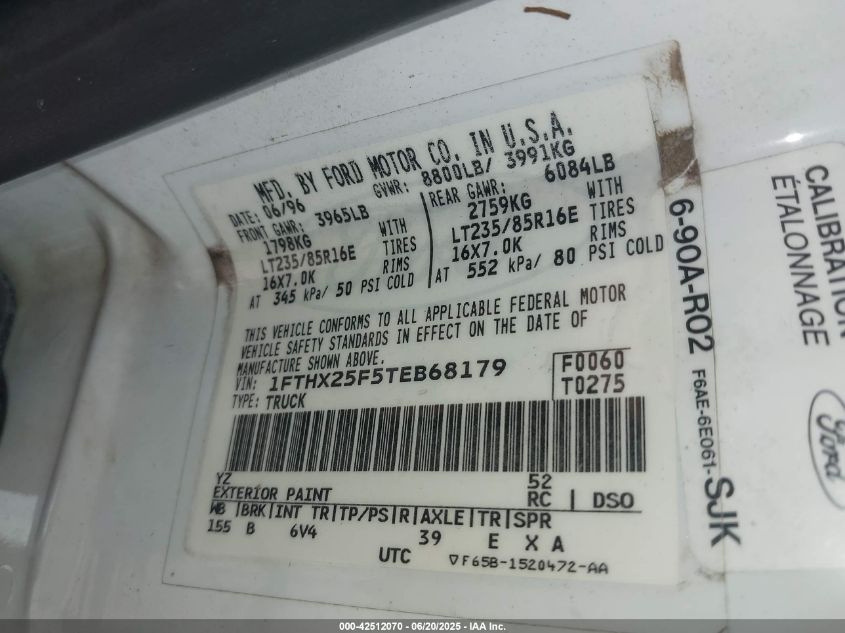 MFD. BY FORD MOTOR CO. IN U.S.A.
DATE: 06/96 GVWR: 8800LB/ 3991KG
FRONT GAWR: 3965LB REAR GAWR: 6084LB
1798KG WITH 2759KG WITH
LT235/85R16E TIRES LT235/85R16E TIRES
16X7.0K RIMS 16X7.0K RIMS
AT 345 kPa/ 50 PSI COLD AT 552 kPa/ 80 PSI COLD
THIS VEHICLE CONFORMS TO ALL APPLICABLE FEDERAL MOTOR
VEHICLE SAFETY STANDARDS IN EFFECT ON THE DATE OF
MANUFACTURE SHOWN ABOVE.
VIN: 1FTHX25F5TEB68179 F0060
TYPE: TRUCK T0275
YZ 52
EXTERIOR PAINT RC DSO
WB BRK INT TR TP/PS R AXLE TR SPR
155 B 6V4 39 E X A
UTC ▽F65B-1520472-AA
6-90A-R02
F6AE-6E061-SJK
CALIBRATION
ÉTALONNAGE
Ford
000-42512070 - 06/20/2025 - IAA Inc.